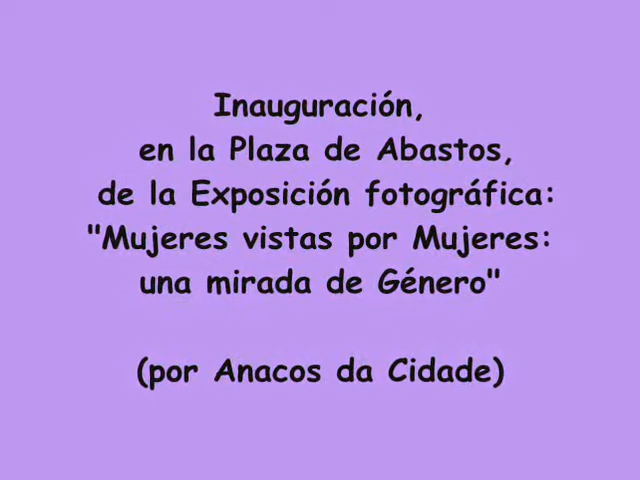 Inauguración,
en la Plaza de Abastos,
de la Exposición fotográfica:
"Mujeres vistas por Mujeres:
una mirada de Género"
(por Anacos da Cidade)